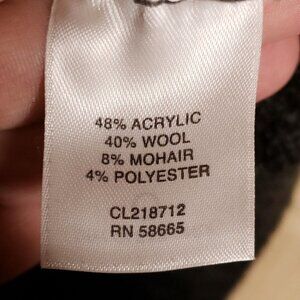 48% ACRYLIC
40% WOOL
8% MOHAIR
4% POLYESTER
CL218712
RN 58665